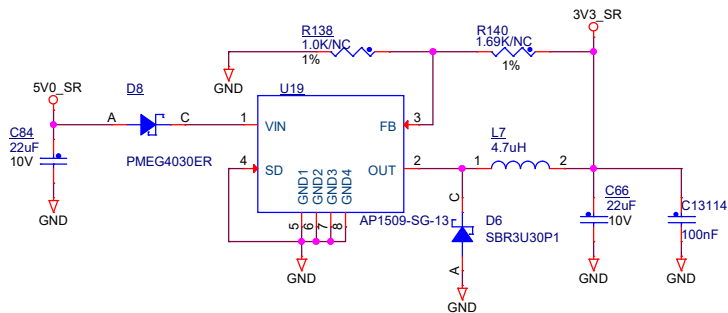 3V3_SR
R138
1.0K/NC
1%
R140
1.69K/NC
1%
GND
5V0_SR
D8
U19
A
C
1
VIN
FB
3
C84
22uF
10V
PMEG4030ER
4
SD
OUT
2
L7
4.7uH
1
2
GND1
GND2
GND3
GND4
5
6
7
8
AP1509-SG-13
C
D6
SBR3U30P1
A
C66
22uF
10V
C13114
100nF
GND
GND
GND
GND
GND